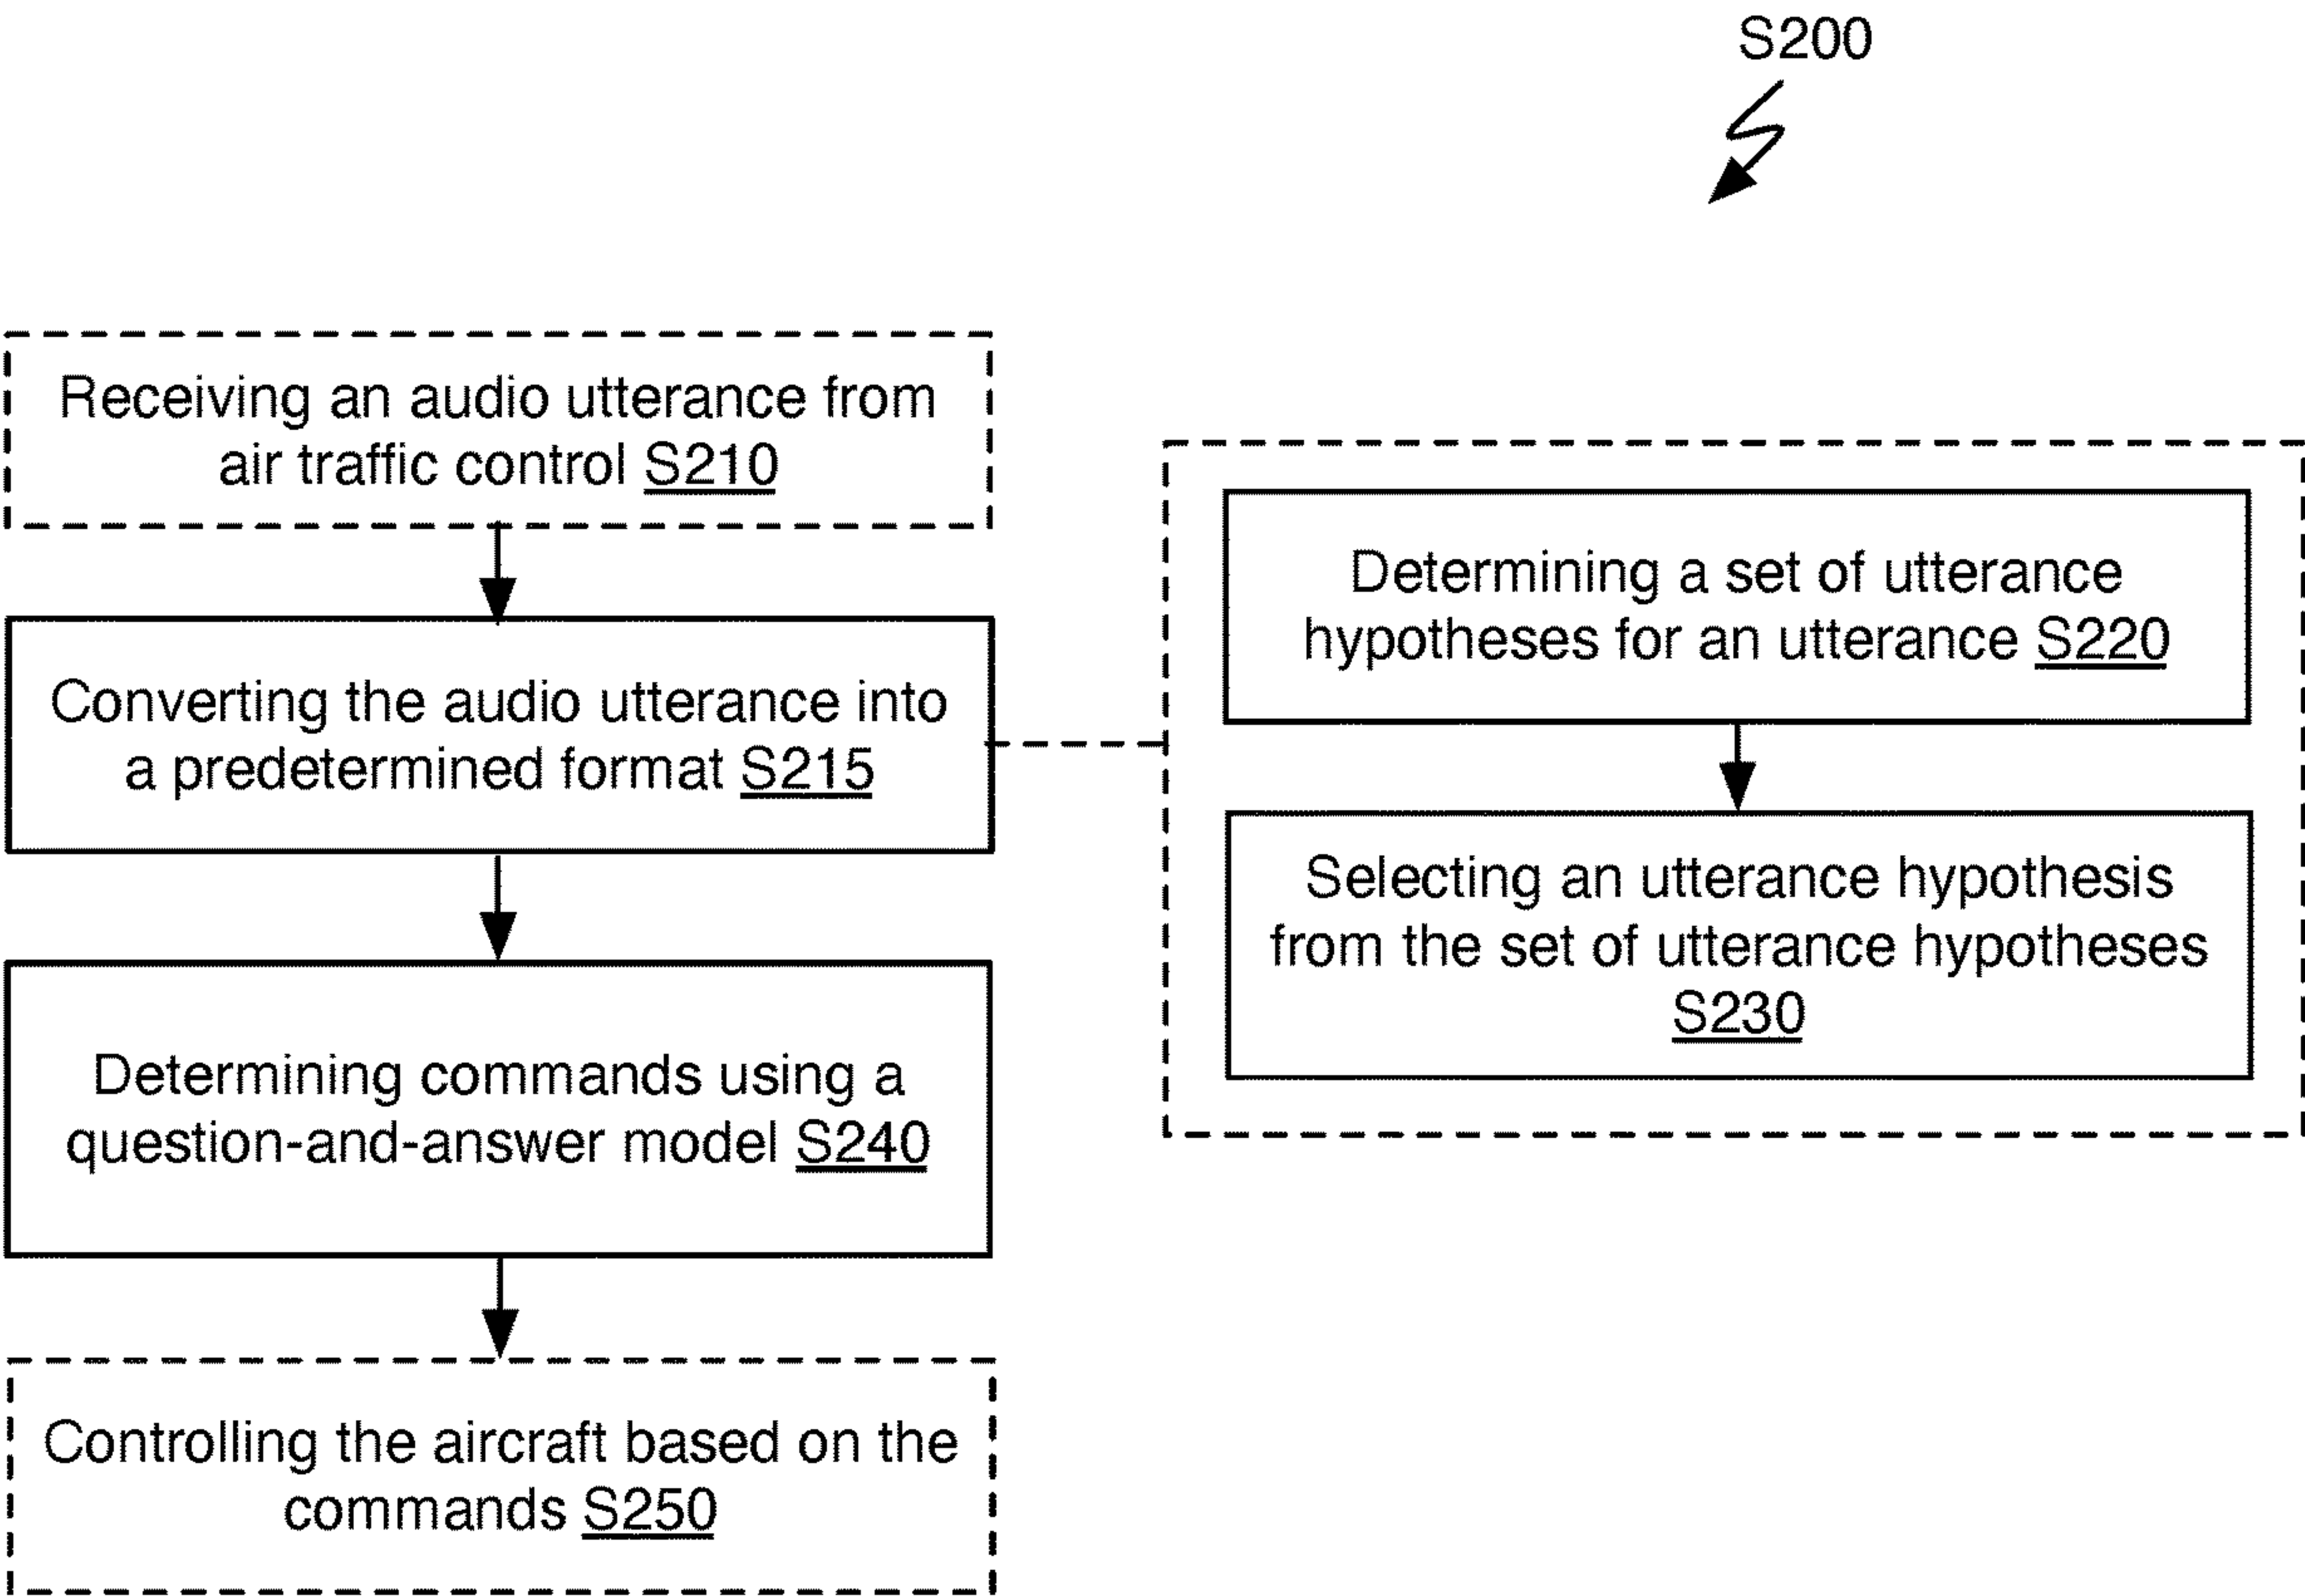 S200
Receiving an audio utterance from
air traffic control S210
Converting the audio utterance into
a predetermined format S215
Determining commands using a
question-and-answer model S240
Controlling the aircraft based on the
commands S250
Determining a set of utterance
hypotheses for an utterance S220
Selecting an utterance hypothesis
from the set of utterance hypotheses
S230